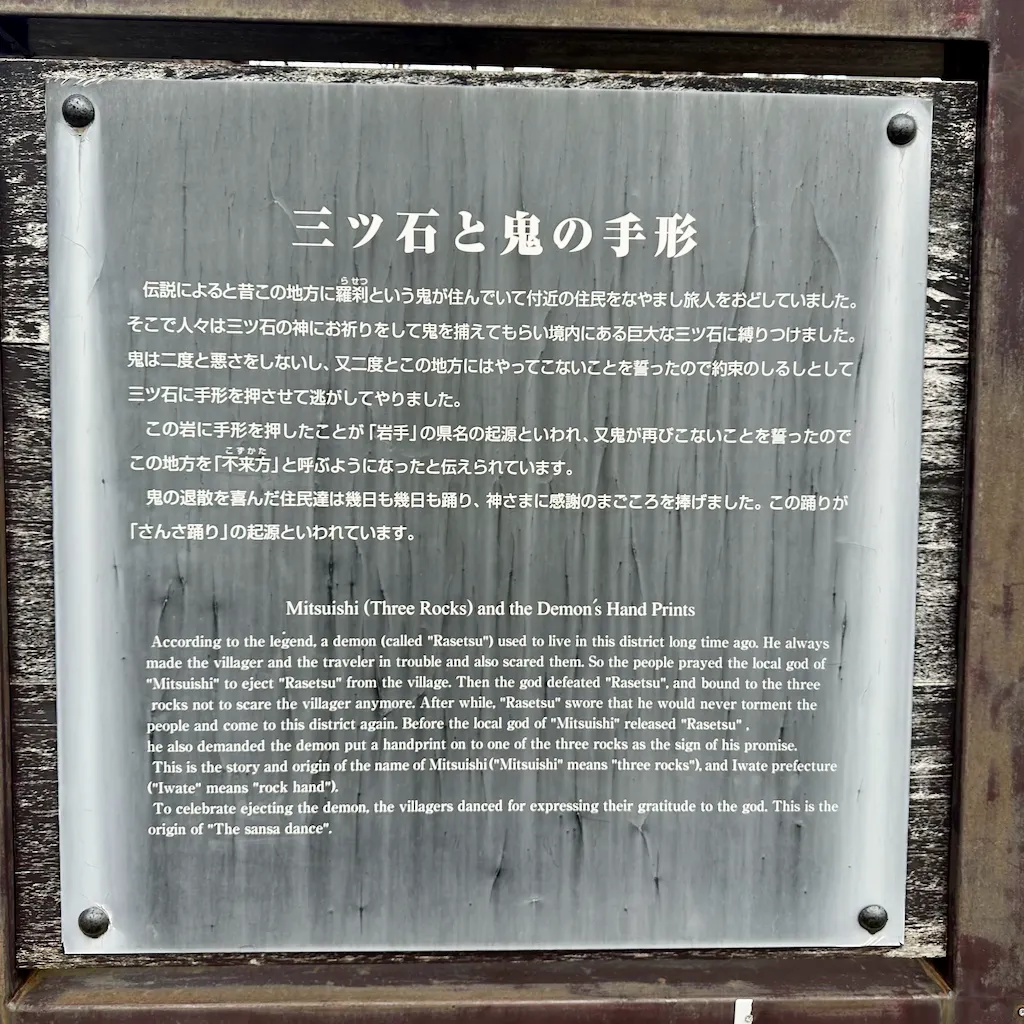 三ツ石と鬼の手形
らせつ
伝説によると昔この地方に羅刹という鬼が住んでいて付近の住民をなやまし旅人をおどしていました。
そこで人々は三ツ石の神にお祈りをして鬼を捕えてもらい境内にある巨大な三ツ石に縛りつけました。
鬼は二度と悪さをしないし、又二度とこの地方にはやってこないことを誓ったので約束のしるしとして
三ツ石に手形を押させて逃がしてやりました。
この岩に手形を押したことが「岩手」の県名の起源といわれ、又鬼が再びこないことを誓ったので
こずかた
この地方を「不来方」と呼ぶようになったと伝えられています。
鬼の退散を喜んだ住民達は幾日も幾日も踊り、神さまに感謝のまごころを捧げました。この踊りが
「さんさ踊り」の起源といわれています。
Mitsuishi (Three Rocks) and the Demon's Hand Prints
According to the legend, a demon (called "Rasetsu") used to live in this district long time ago. He always
made the villager and the traveler in trouble and also scared them. So the people prayed the local god of
"Mitsuishi" to eject "Rasetsu" from the village. Then the god defeated "Rasetsu", and bound to the three
rocks not to scare the villager anymore. After while, "Rasetsu" swore that he would never torment the
people and come to this district again. Before the local god of "Mitsuishi" released "Rasetsu" ,
he also demanded the demon put a handprint on to one of the three rocks as the sign of his promise.
This is the story and origin of the name of Mitsuishi ("Mitsuishi" means "three rocks"), and Iwate prefecture
("Iwate" means "rock hand").
To celebrate ejecting the demon, the villagers danced for expressing their gratitude to the god. This is the
origin of "The sansa dance".